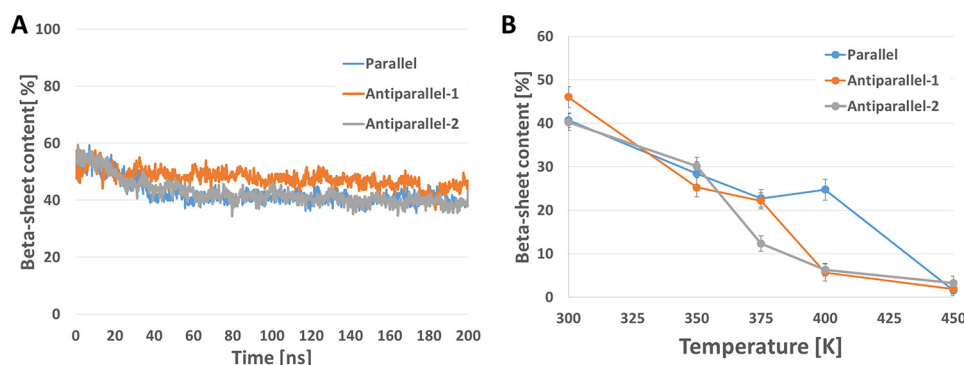 A
Beta-sheet content[ %]
100
80
60
40
20
0
Parallel
Antiparallel-1
Antiparallel-2
0 20 40 60 80 100 120 140 160 180 200
Time [ns]
B
Beta-sheet content [%]
60
50
40
30
20
10
0
Parallel
Antiparallel-1
Antiparallel-2
300 325 350 375 400 425 450
Temperature [K]